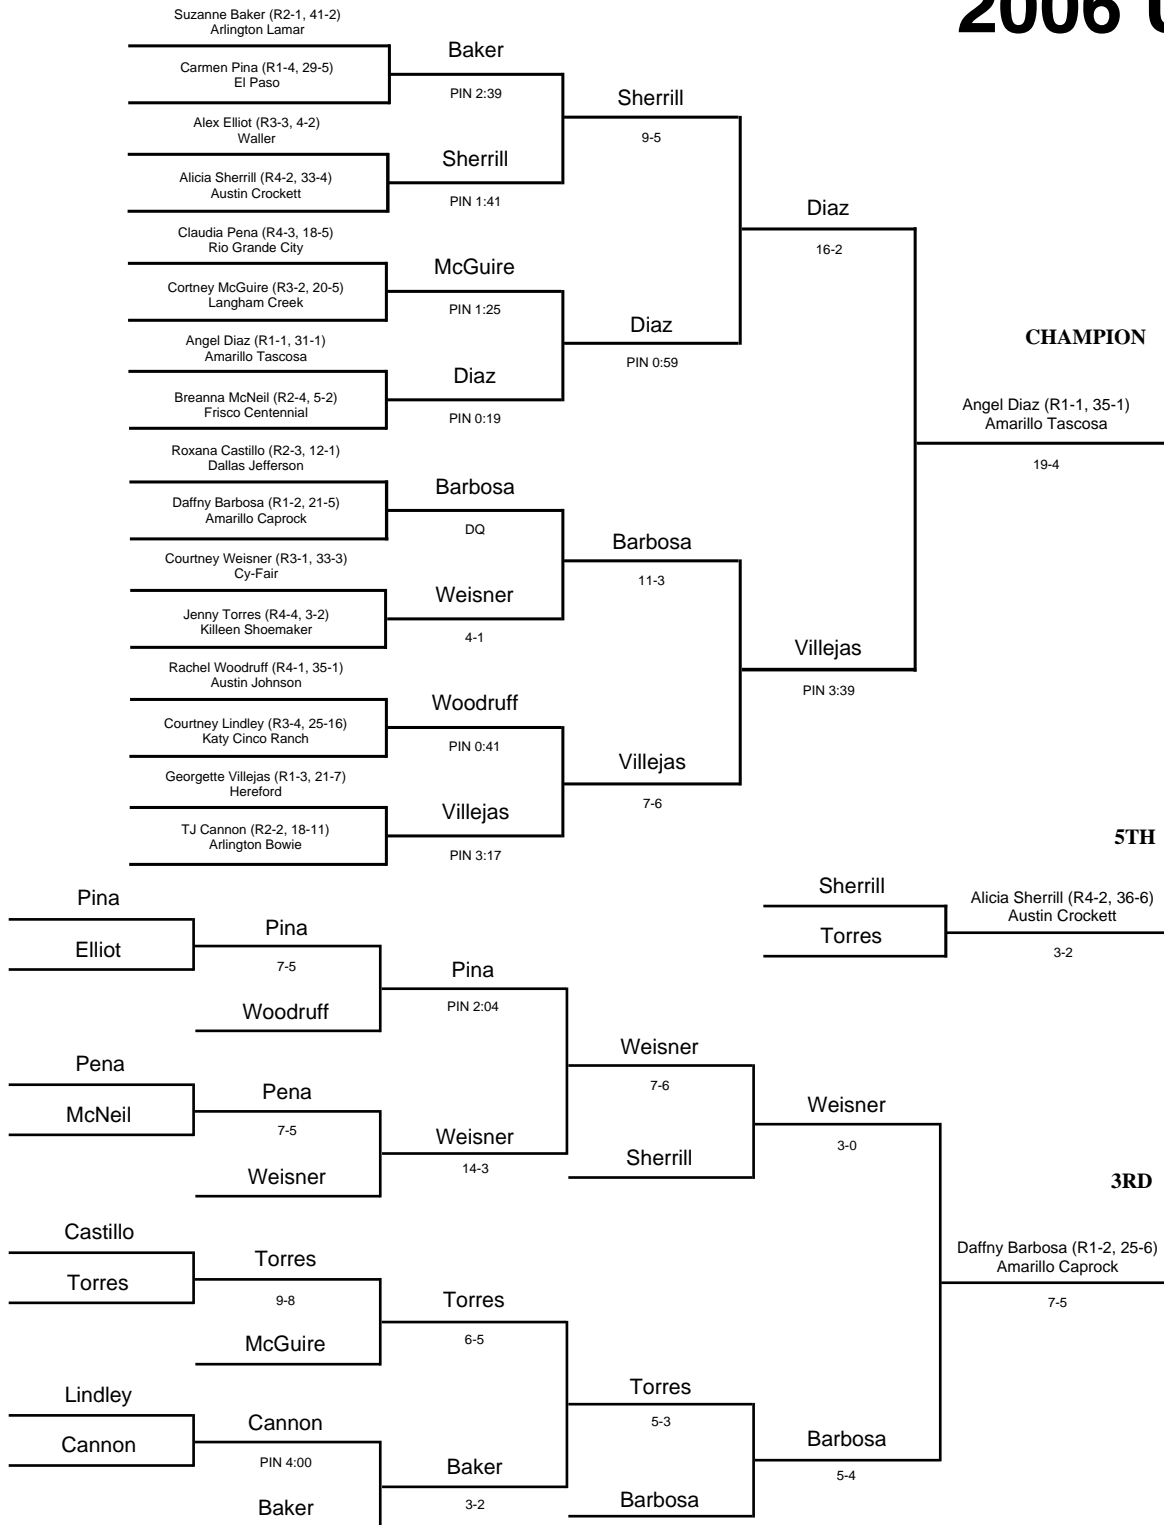 2006 U
Suzanne Baker (R2-1, 41-2)
Arlington Lamar
Carmen Pina (R1-4, 29-5)
El Paso
Baker
PIN 2:39
Alex Elliot (R3-3, 4-2)
Waller
Alicia Sherrill (R4-2, 33-4)
Austin Crockett
Sherrill
PIN 1:41
Sherrill
9-5
Claudia Pena (R4-3, 18-5)
Rio Grande City
Cortney McGuire (R3-2, 20-5)
Langham Creek
McGuire
PIN 1:25
Angel Diaz (R1-1, 31-1)
Amarillo Tascosa
Breanna McNeil (R2-4, 5-2)
Frisco Centennial
Diaz
PIN 0:19
Diaz
PIN 0:59
Diaz
16-2
Roxana Castillo (R2-3, 12-1)
Dallas Jefferson
Daffny Barbosa (R1-2, 21-5)
Amarillo Caprock
Barbosa
DQ
Courtney Weisner (R3-1, 33-3)
Cy-Fair
Jenny Torres (R4-4, 3-2)
Killeen Shoemaker
Weisner
4-1
Barbosa
11-3
Rachel Woodruff (R4-1, 35-1)
Austin Johnson
Courtney Lindley (R3-4, 25-16)
Katy Cinco Ranch
Woodruff
PIN 0:41
Georgette Villejas (R1-3, 21-7)
Hereford
TJ Cannon (R2-2, 18-11)
Arlington Bowie
Villejas
PIN 3:17
Villejas
7-6
Villejas
PIN 3:39
CHAMPION
Angel Diaz (R1-1, 35-1)
Amarillo Tascosa
19-4
5TH
Sherrill
Torres
Alicia Sherrill (R4-2, 36-6)
Austin Crockett
3-2
Pina
Elliot
Pina
7-5
Woodruff
Pina
PIN 2:04
Pena
McNeil
Pena
7-5
Weisner
Weisner
14-3
Weisner
7-6
Sherrill
Weisner
3-0
Castillo
Torres
Torres
9-8
McGuire
Torres
6-5
Lindley
Cannon
Cannon
PIN 4:00
Baker
Baker
3-2
Torres
5-3
Barbosa
Barbosa
5-4
3RD
Daffny Barbosa (R1-2, 25-6)
Amarillo Caprock
7-5